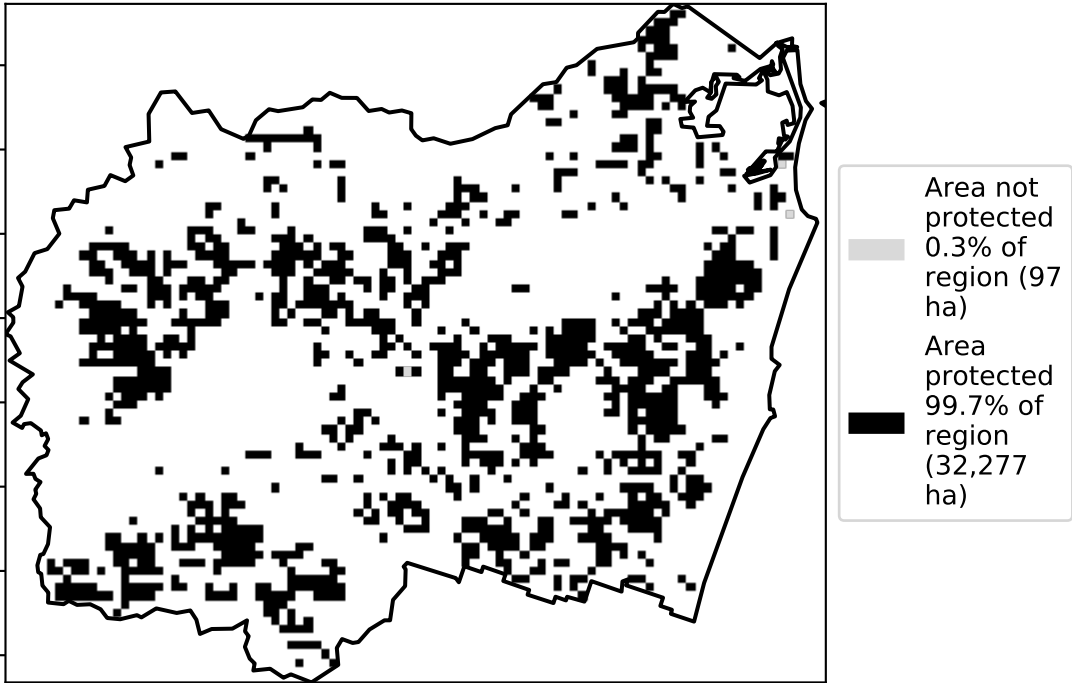 Area not
protected
0.3% of
region (97
ha)
Area
protected
99.7% of
region
(32,277
ha)